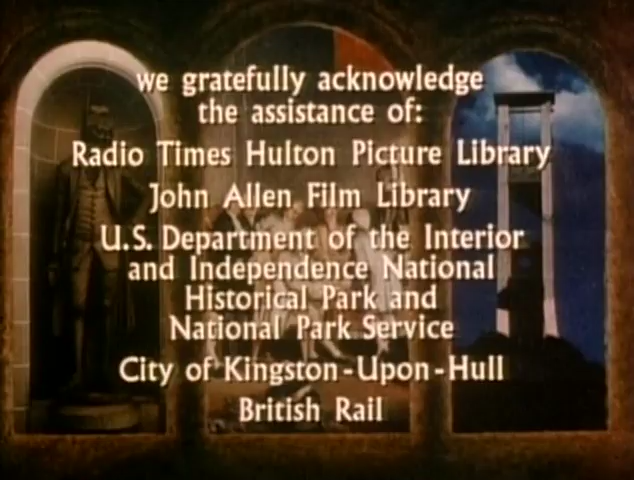 we gratefully acknowledge
the assistance of:
Radio Times Hulton Picture Library
John Allen Film Library
U.S. Department of the Interior
and Independence National
Historical Park and
National Park Service
City of Kingston-Upon-Hull
British Rail